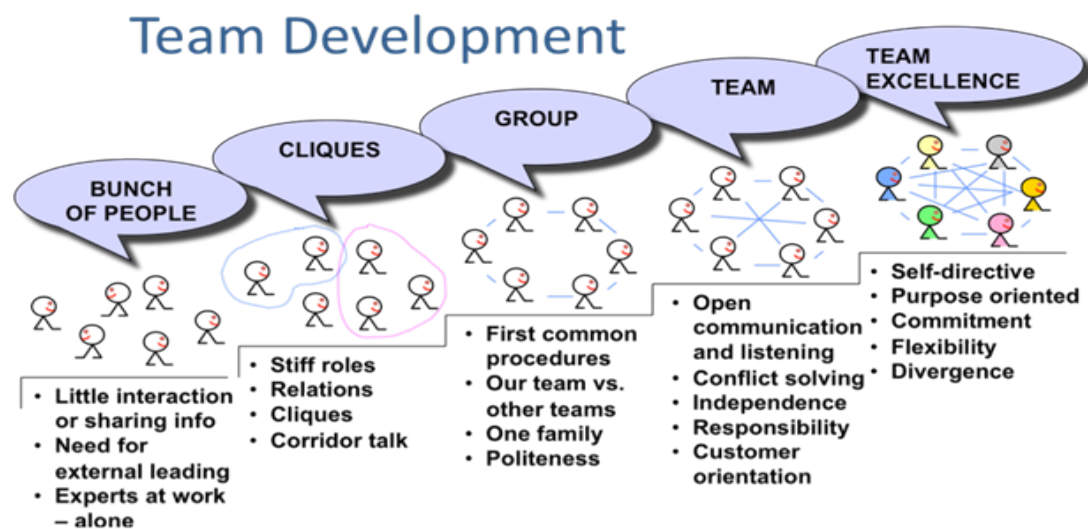 Team Development
BUNCH
OF PEOPLE
• Little interaction
or sharing info
• Need for
external leading
• Experts at work
– alone
CLIQUES
• Stiff roles
• Relations
• Cliques
• Corridor talk
GROUP
• First common
procedures
• Our team vs.
other teams
• One family
• Politeness
TEAM
• Open
communication
and listening
• Conflict solving
• Independence
• Responsibility
• Customer
orientation
TEAM
EXCELLENCE
• Self-directive
• Purpose oriented
• Commitment
• Flexibility
• Divergence